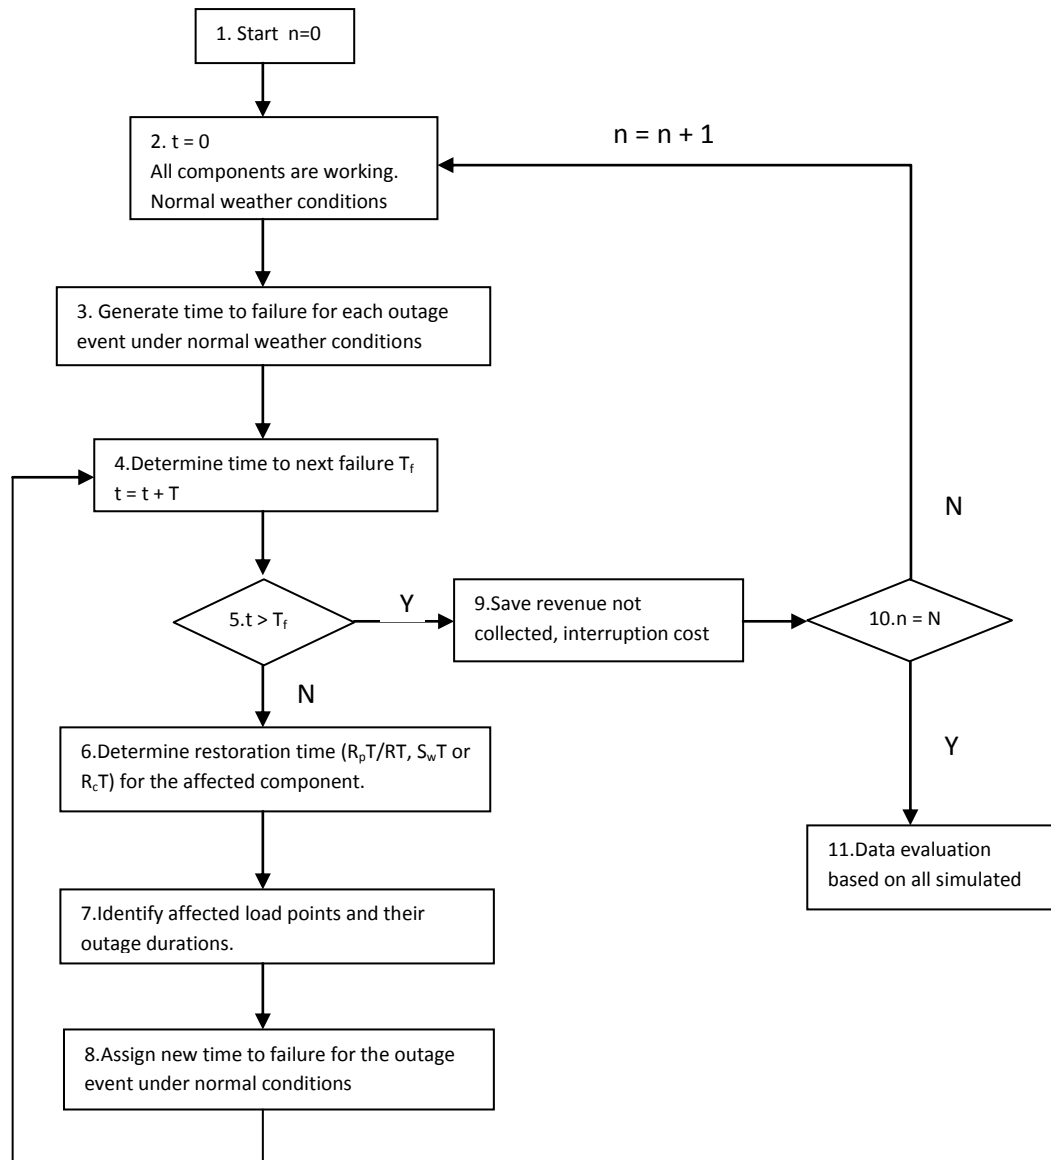 1. Start n=0
2. t = 0
All components are working.
Normal weather conditions
n = n + 1
3. Generate time to failure for each outage
event under normal weather conditions
4.Determine time to next failure Tf
t = t + T
N
5.t > Tf
Y
9.Save revenue not
collected, interruption cost
10.n = N
N
6.Determine restoration time (RpT/RT, SwT or
RcT) for the affected component.
Y
11.Data evaluation
based on all simulated
7.Identify affected load points and their
outage durations.
8.Assign new time to failure for the outage
event under normal conditions